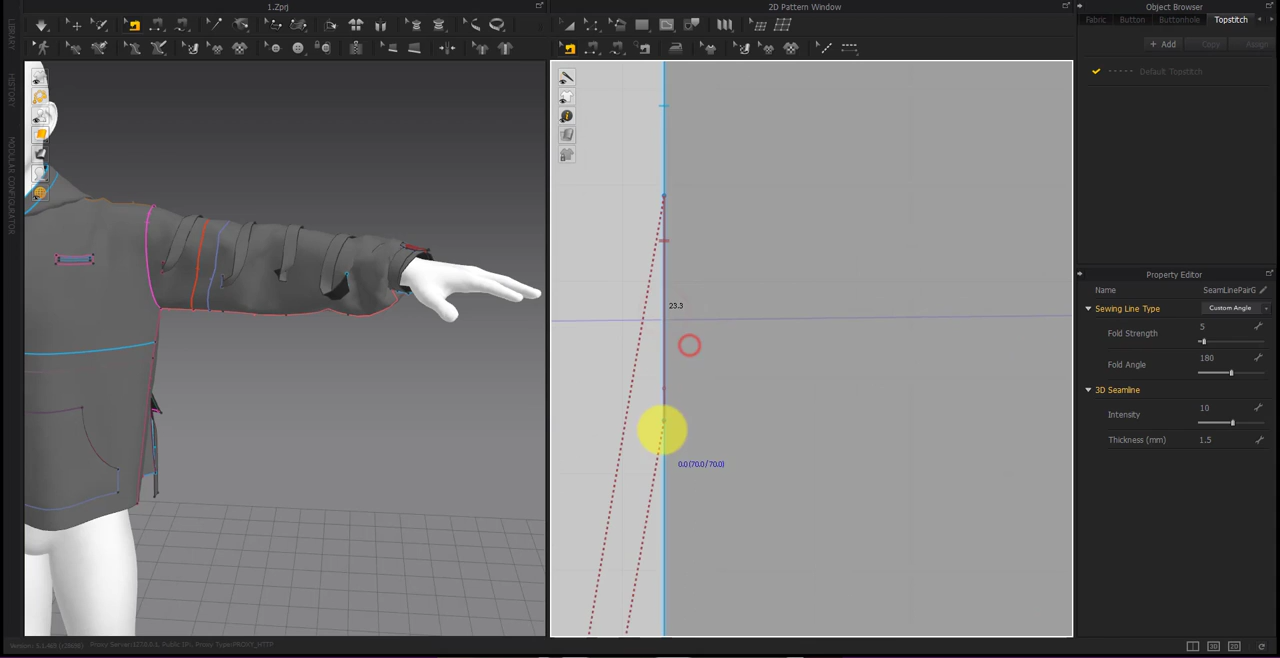 1.Zprj
2D Pattern Window
Object Browser
Fabric
Button
Buttonhole
Topstitch
+ Add
Copy
Assign
Default Topstitch
LIBRARY
HISTORY
MODULAR CONFIGURATOR
23.3
0.0(70.0/70.0)
Property Editor
Name
SeamLinePairG
Sewing Line Type
Custom Angle
Fold Strength
5
Fold Angle
180
3D Seamline
Intensity
10
Thickness (mm)
1.5
3D
2D